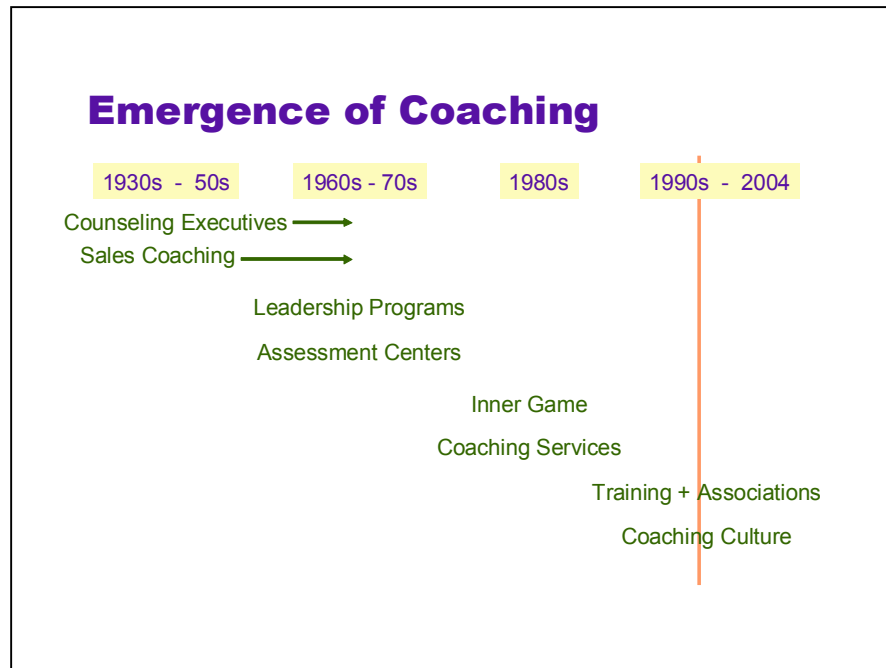 Emergence of Coaching
1930s - 50s 1960s - 70s 1980s 1990s - 2004
Counseling Executives
Sales Coaching
Leadership Programs
Assessment Centers
Inner Game
Coaching Services
Training + Associations
Coaching Culture